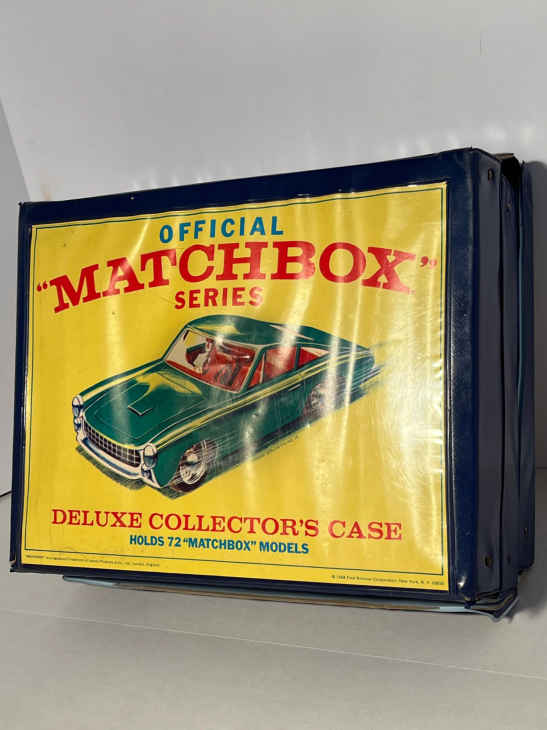 OFFICIAL
"MATCHBOX"
SERIES
DELUXE COLLECTOR'S CASE
HOLDS 72 "MATCHBOX" MODELS